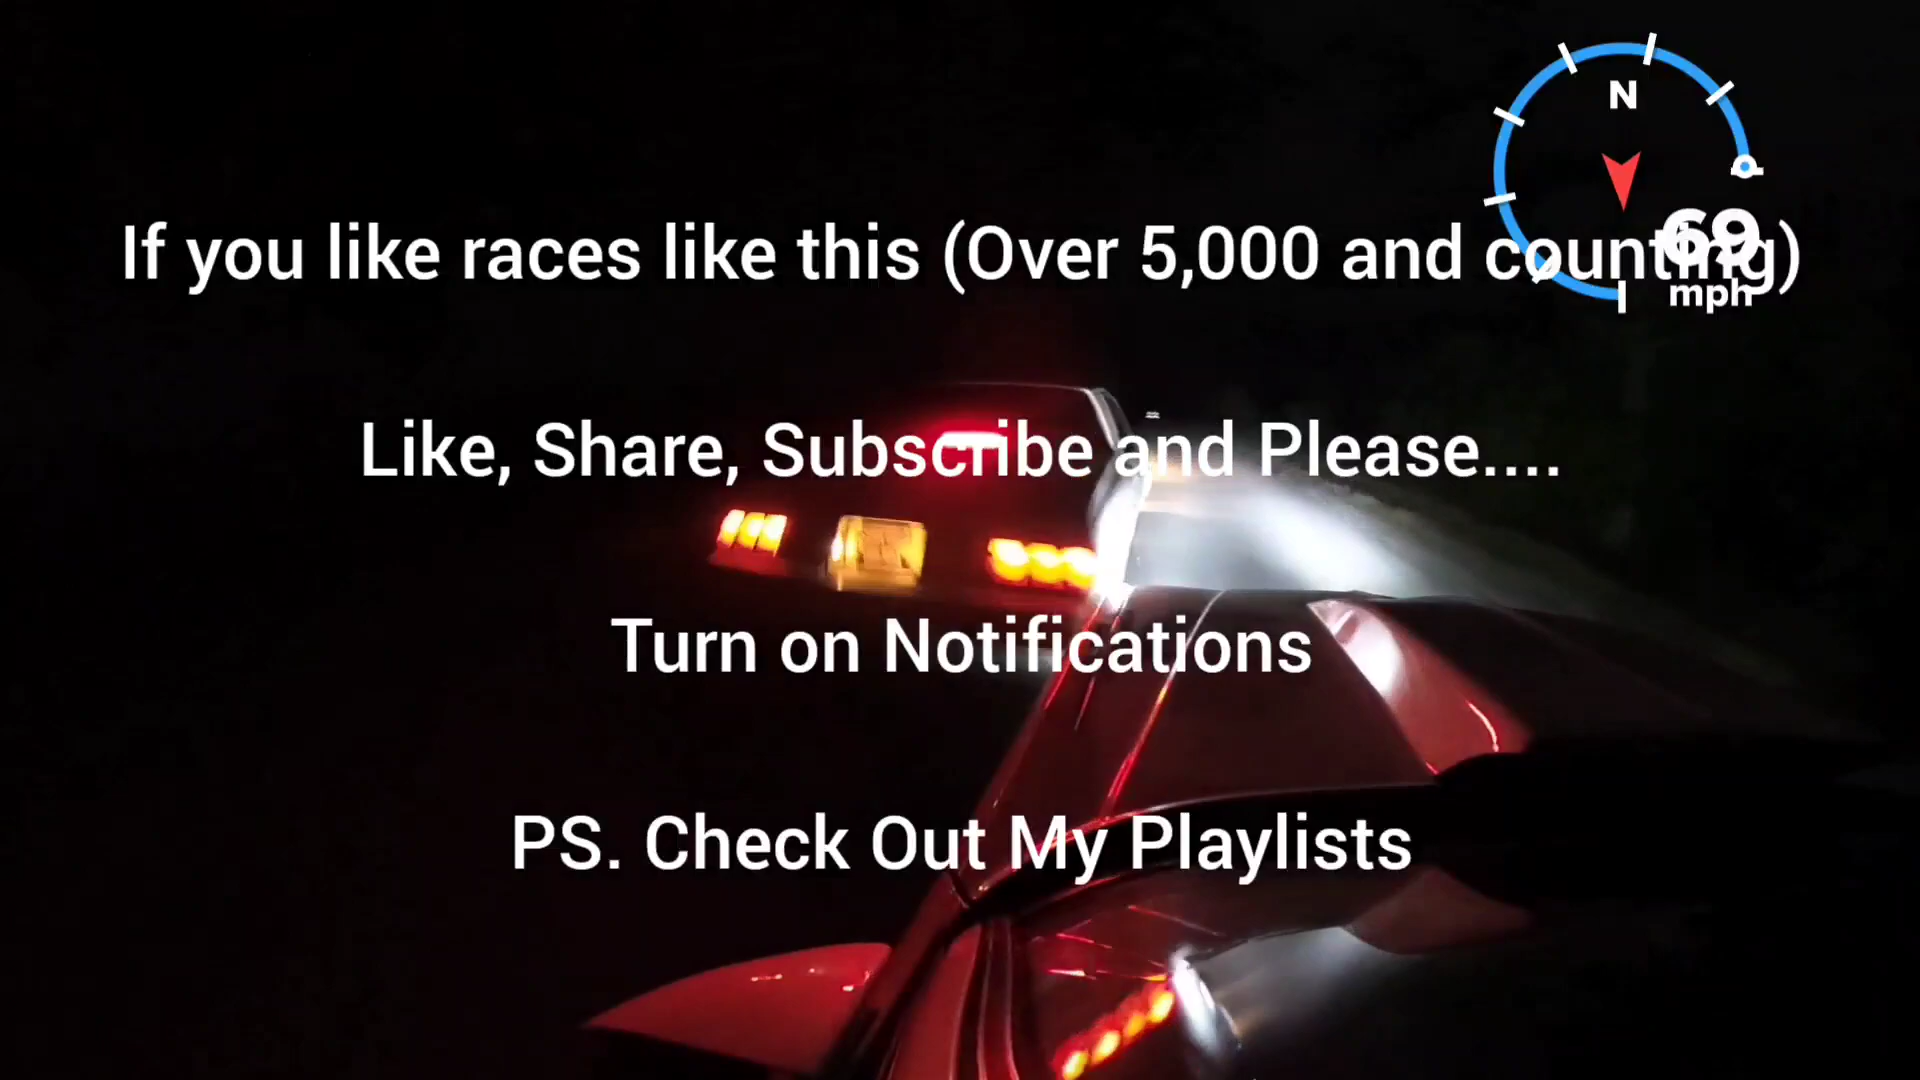 N
69
mph
If you like races like this (Over 5,000 and counting)
Like, Share, Subscribe and Please....
Turn on Notifications
PS. Check Out My Playlists